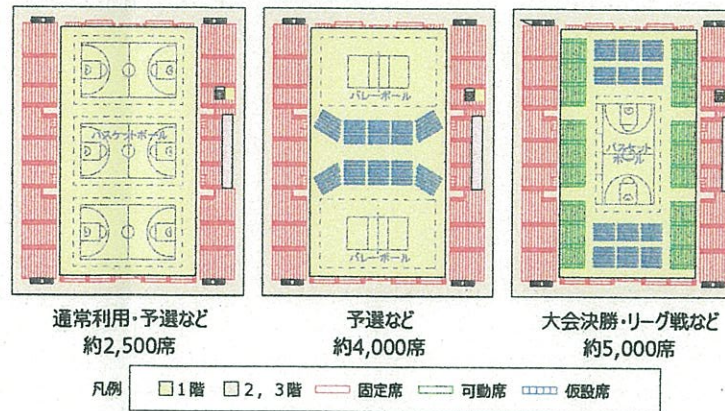 バスケットボール
バレーボール
バレーボール
バスケット
ボール
通常利用・予選など
約2,500席
予選など
約4,000席
大会決勝・リーグ戦など
約5,000席
凡例 1階 2，3階 固定席 可動席 仮設席